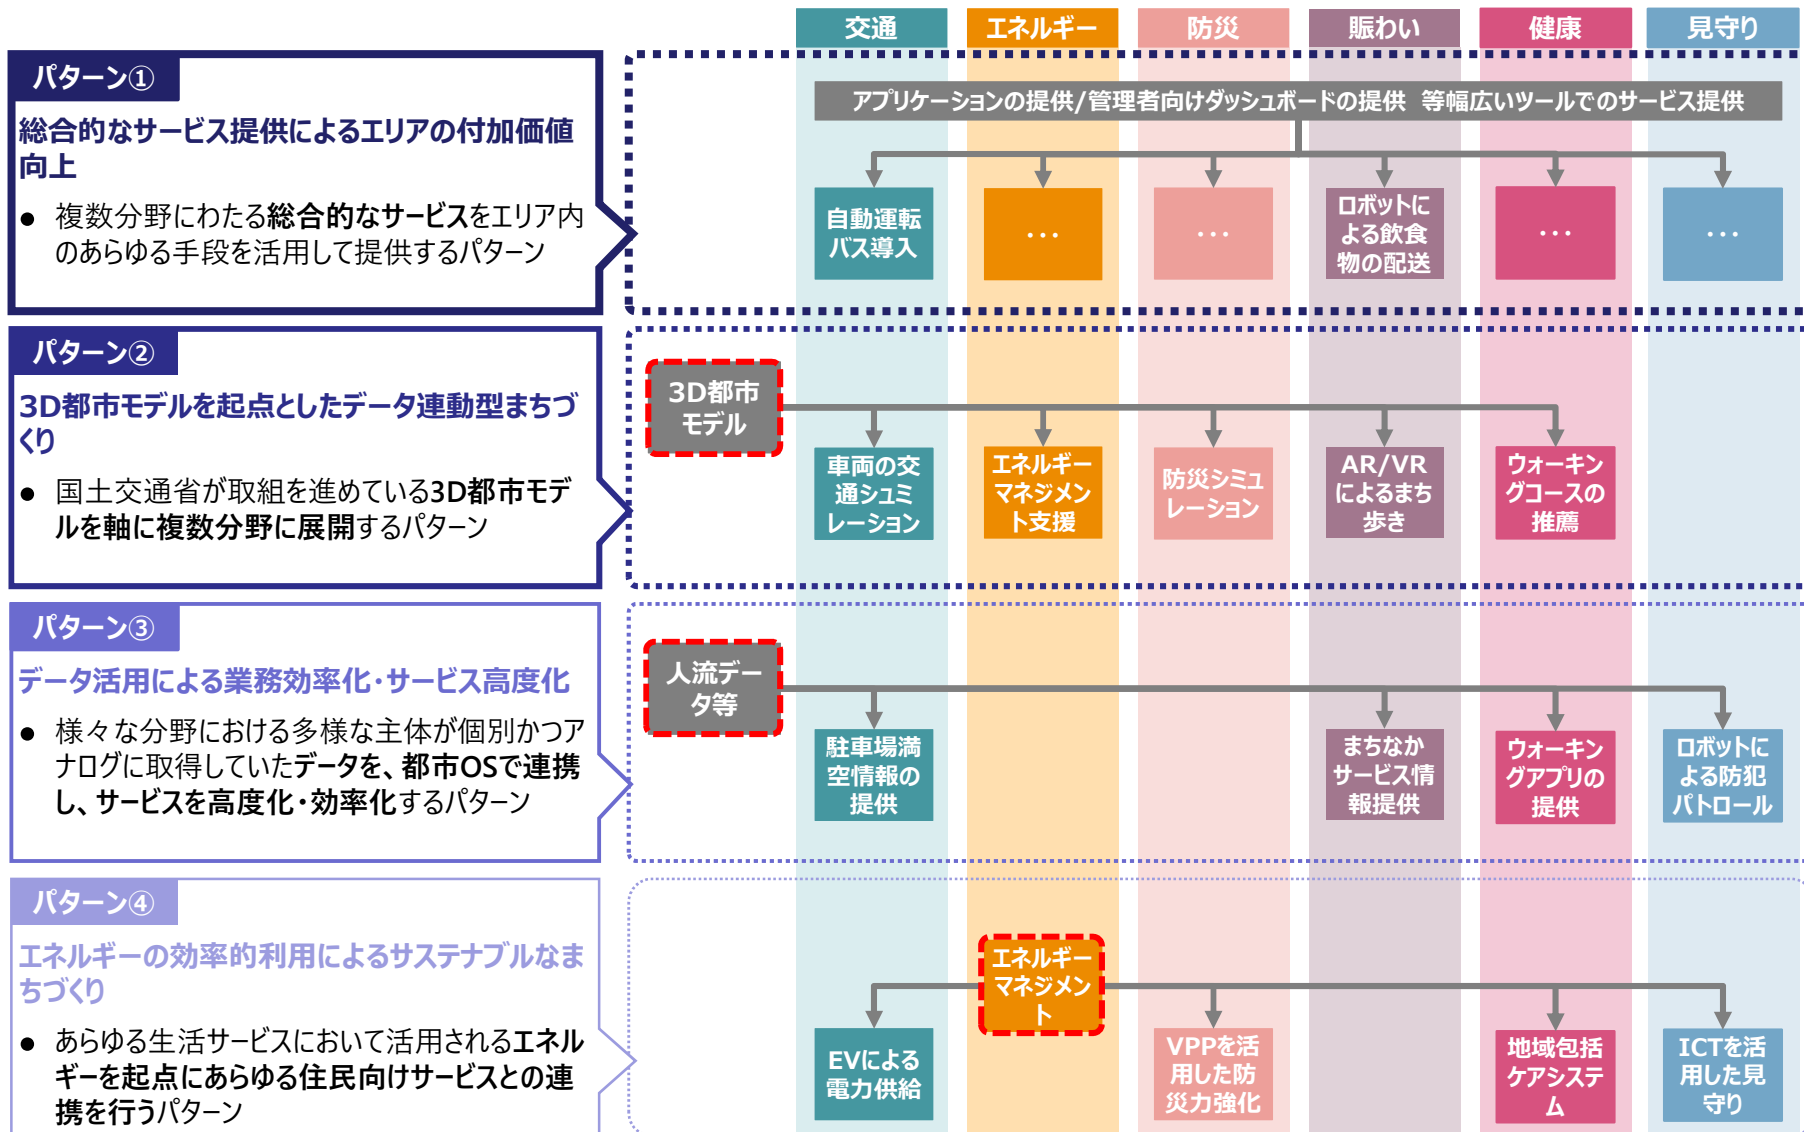 交通
エネルギー
防災
賑わい
健康
見守り
パターン①
総合的なサービス提供によるエリアの付加価値
向上
● 複数分野にわたる総合的なサービスをエリア内
のあらゆる手段を活用して提供するパターン
アプリケーションの提供/管理者向けダッシュボードの提供 等幅広いツールでのサービス提供
自動運転
バス導入
...
...
ロボットに
よる飲食
物の配送
...
...
パターン②
3D都市モデルを起点としたデータ連動型まちづ
くり
● 国土交通省が取組を進めている3D都市モデ
ルを軸に複数分野に展開するパターン
3D都市
モデル
車両の交
通シュミ
レーション
エネルギー
マネジメン
ト支援
防災シミュ
レーション
AR/VR
によるまち
歩き
ウォーキン
グコースの
推薦
パターン③
データ活用による業務効率化・サービス高度化
● 様々な分野における多様な主体が個別かつア
ナログに取得していたデータを、都市OSで連携
し、サービスを高度化・効率化するパターン
人流デー
タ等
駐車場満
空情報の
提供
まちなか
サービス情
報提供
ウォーキン
グアプリの
提供
ロボットに
よる防犯
パトロール
パターン④
エネルギーの効率的利用によるサステナブルなま
ちづくり
● あらゆる生活サービスにおいて活用されるエネル
ギーを起点にあらゆる住民向けサービスとの連
携を行うパターン
エネルギー
マネジメン
ト
EVによる
電力供給
VPPを活
用した防
災力強化
地域包括
ケアシステ
ム
ICTを活
用した見
守り